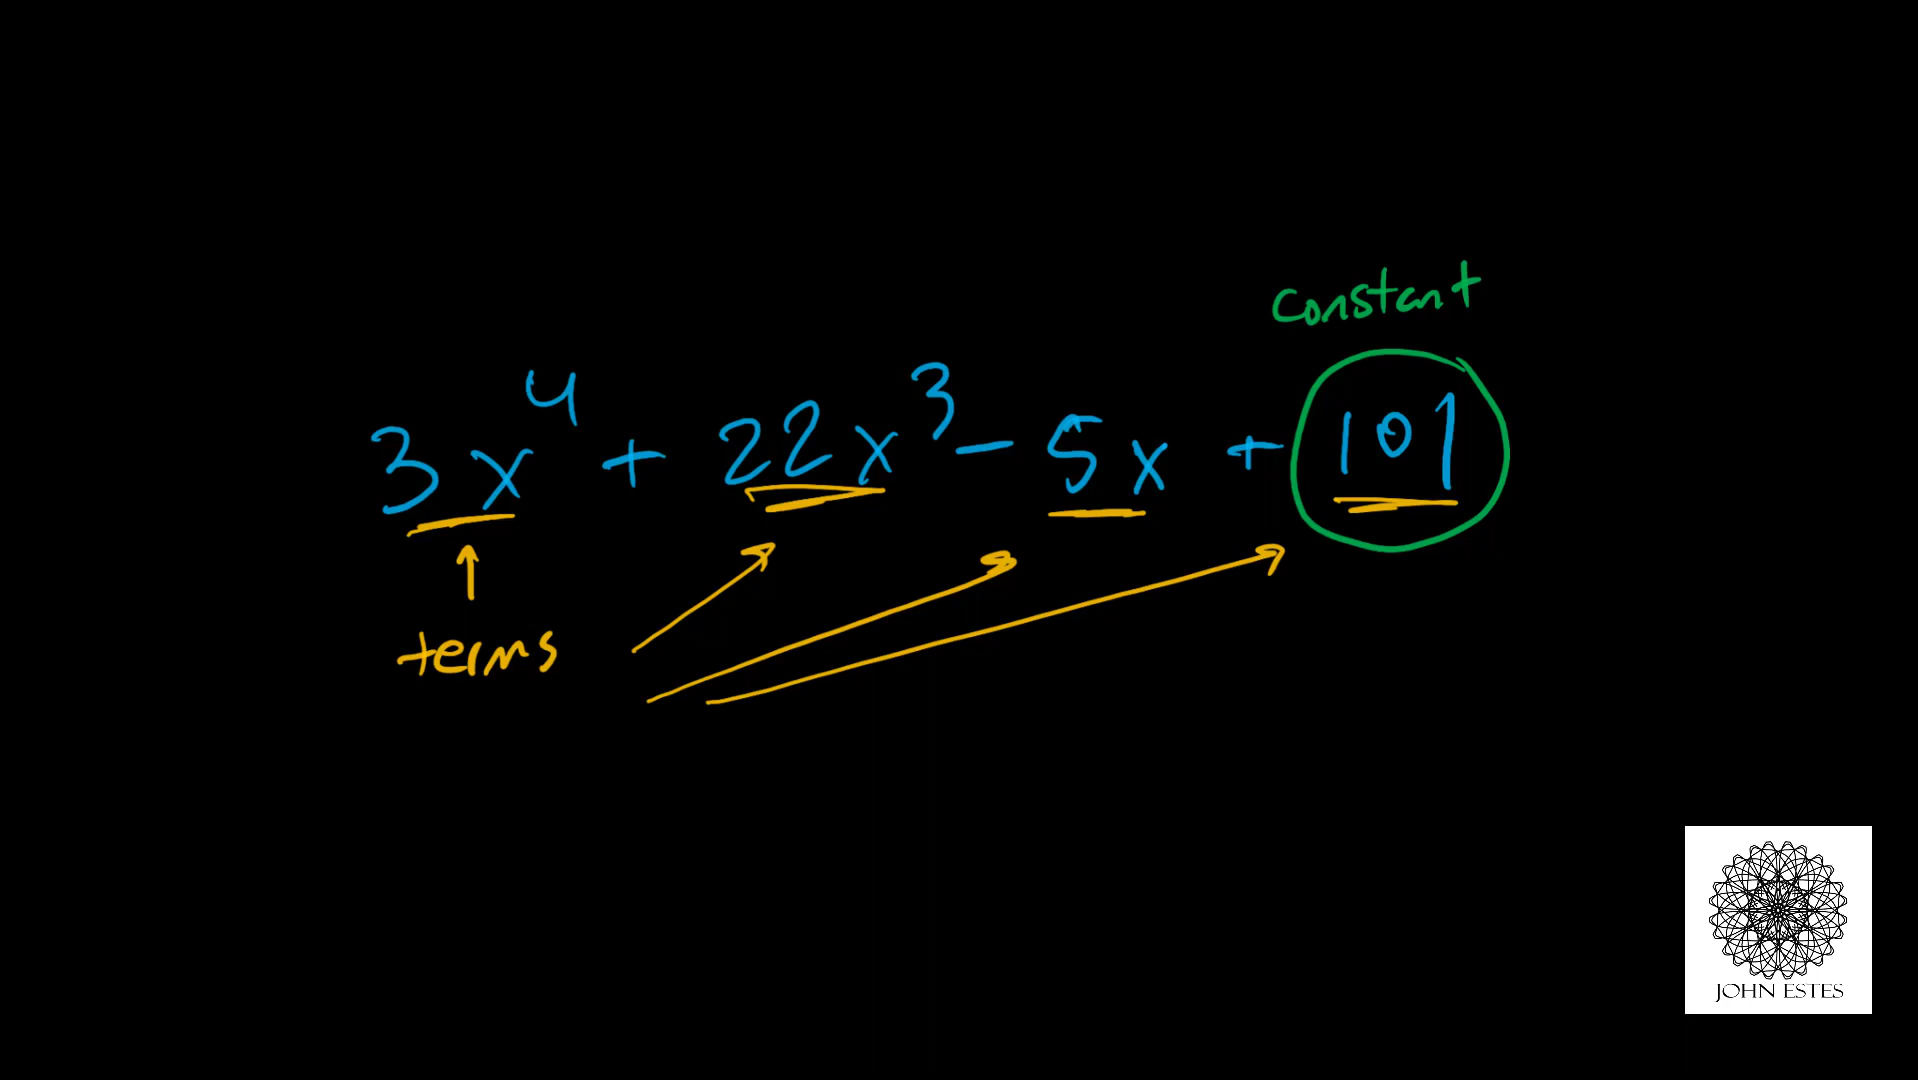 constant
3x⁴ + 22x³ - 5x + 101
terms
JOHN ESTES